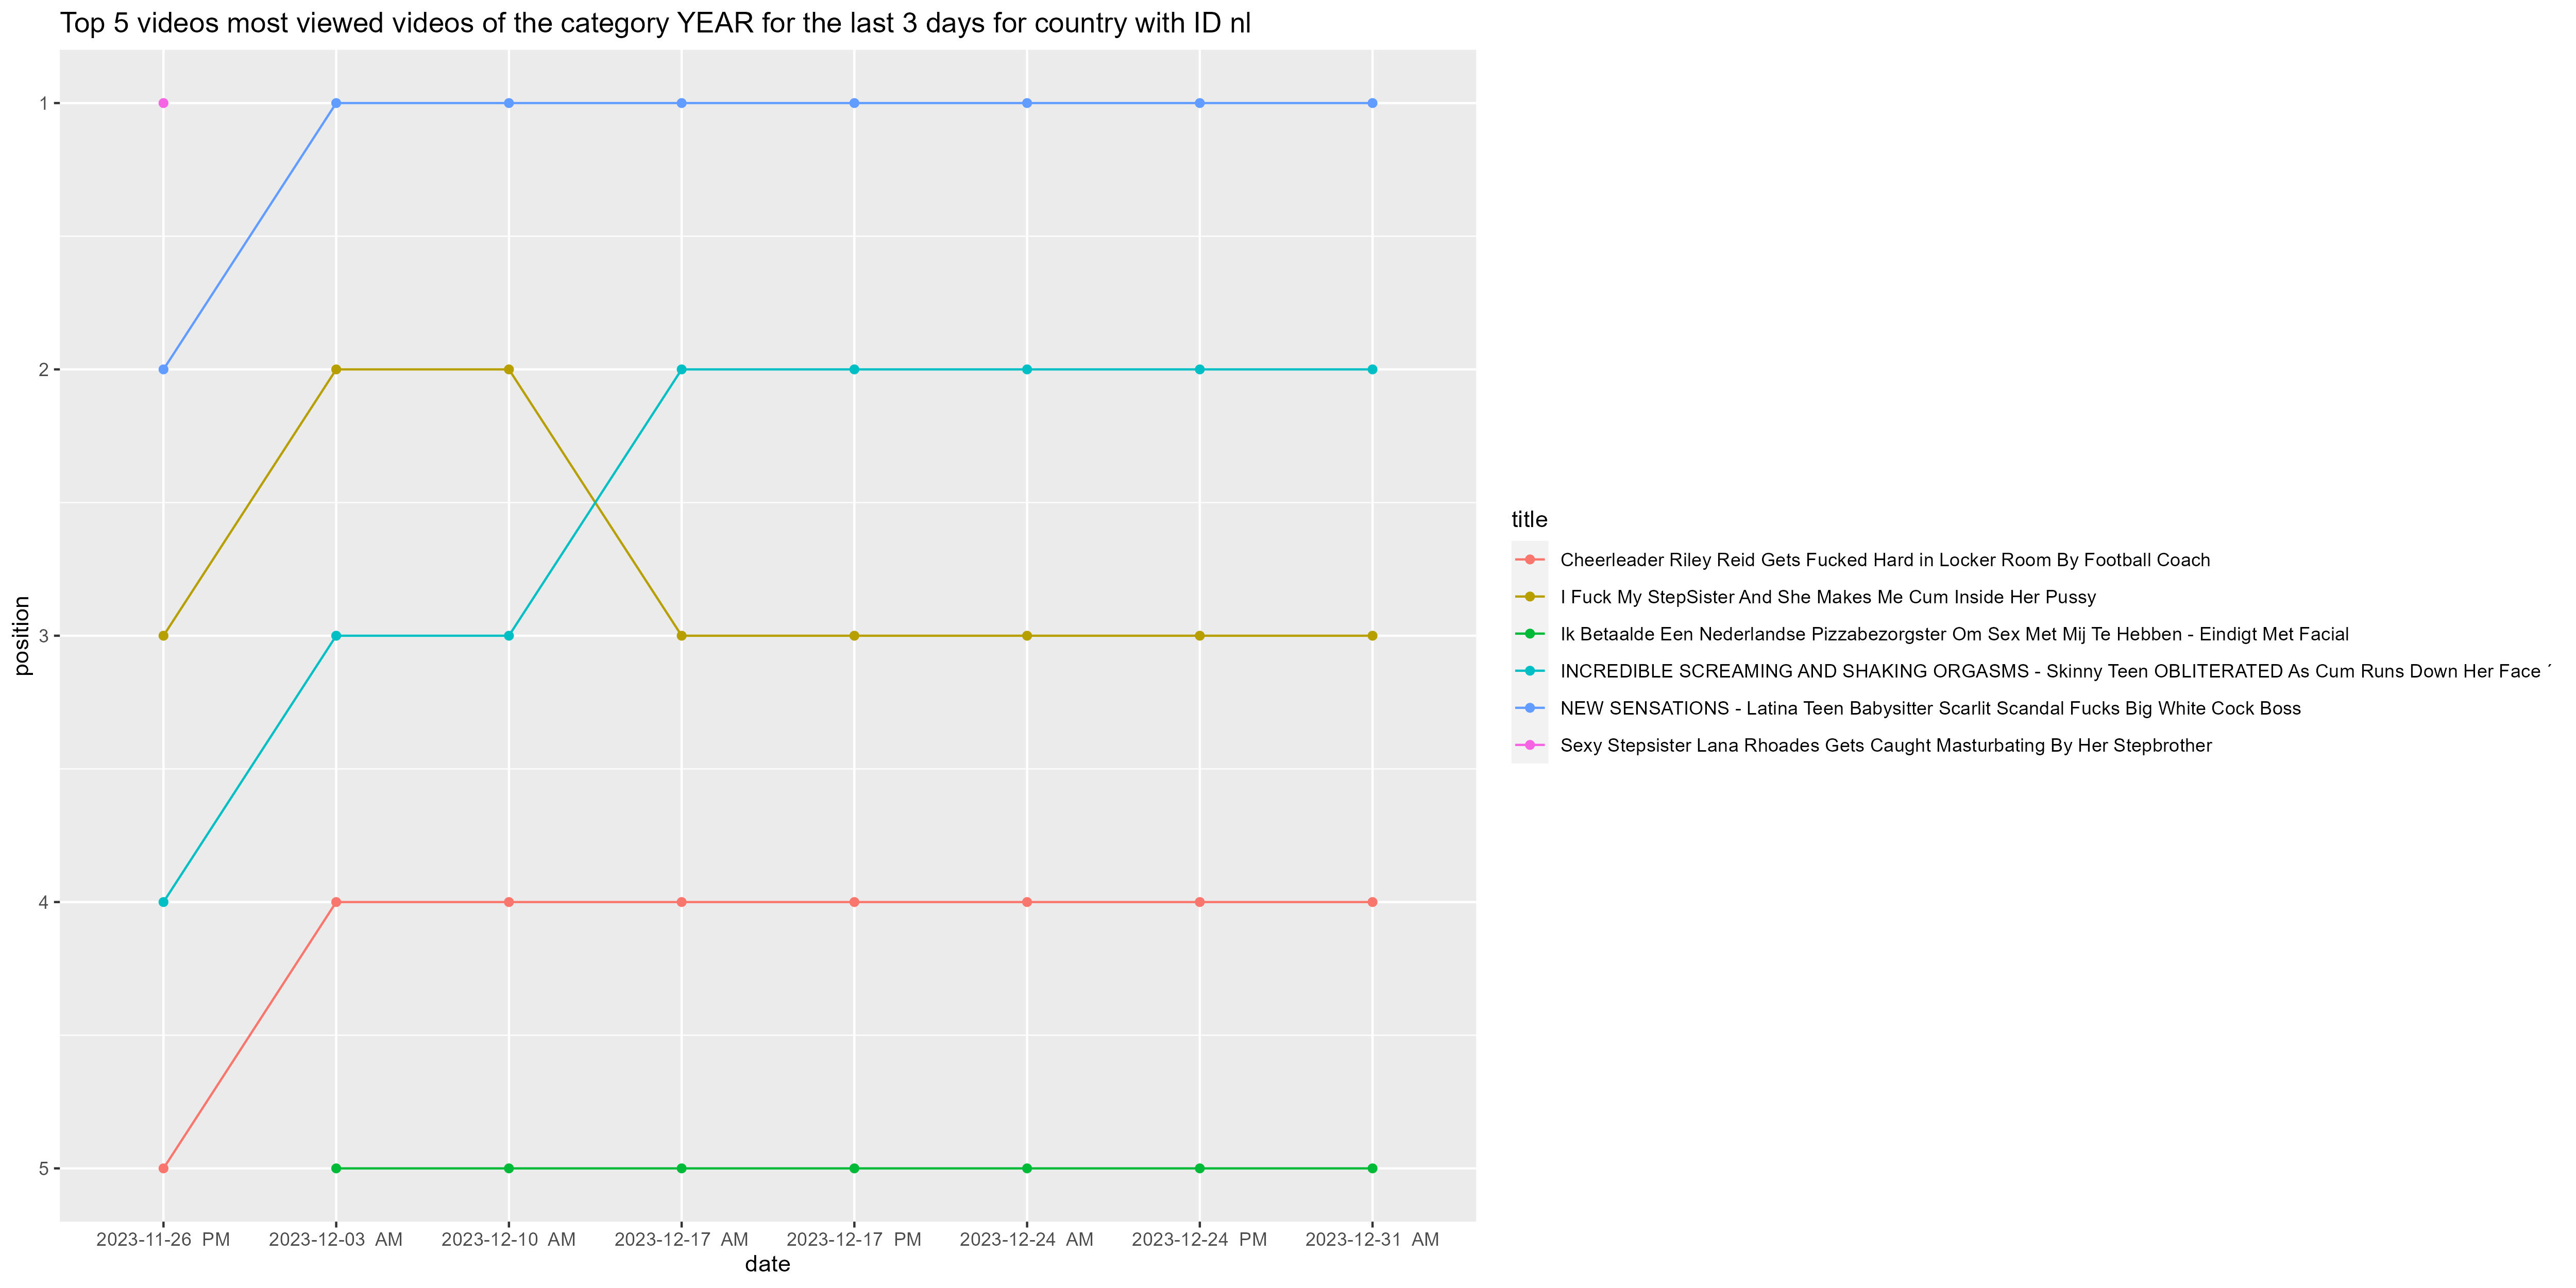 Top 5 videos most viewed videos of the category YEAR for the last 3 days for country with ID nl
1
2
3
4
5
position
2023-11-26 PM
2023-12-03 AM
2023-12-10 AM
2023-12-17 AM
2023-12-17 PM
2023-12-24 AM
2023-12-24 PM
2023-12-31 AM
date
title
Cheerleader Riley Reid Gets Fucked Hard in Locker Room By Football Coach
I Fuck My StepSister And She Makes Me Cum Inside Her Pussy
Ik Betaalde Een Nederlandse Pizzabezorgster Om Sex Met Mij Te Hebben - Eindigt Met Facial
INCREDIBLE SCREAMING AND SHAKING ORGASMS - Skinny Teen OBLITERATED As Cum Runs Down Her Face
NEW SENSATIONS - Latina Teen Babysitter Scarlit Scandal Fucks Big White Cock Boss
Sexy Stepsister Lana Rhoades Gets Caught Masturbating By Her Stepbrother